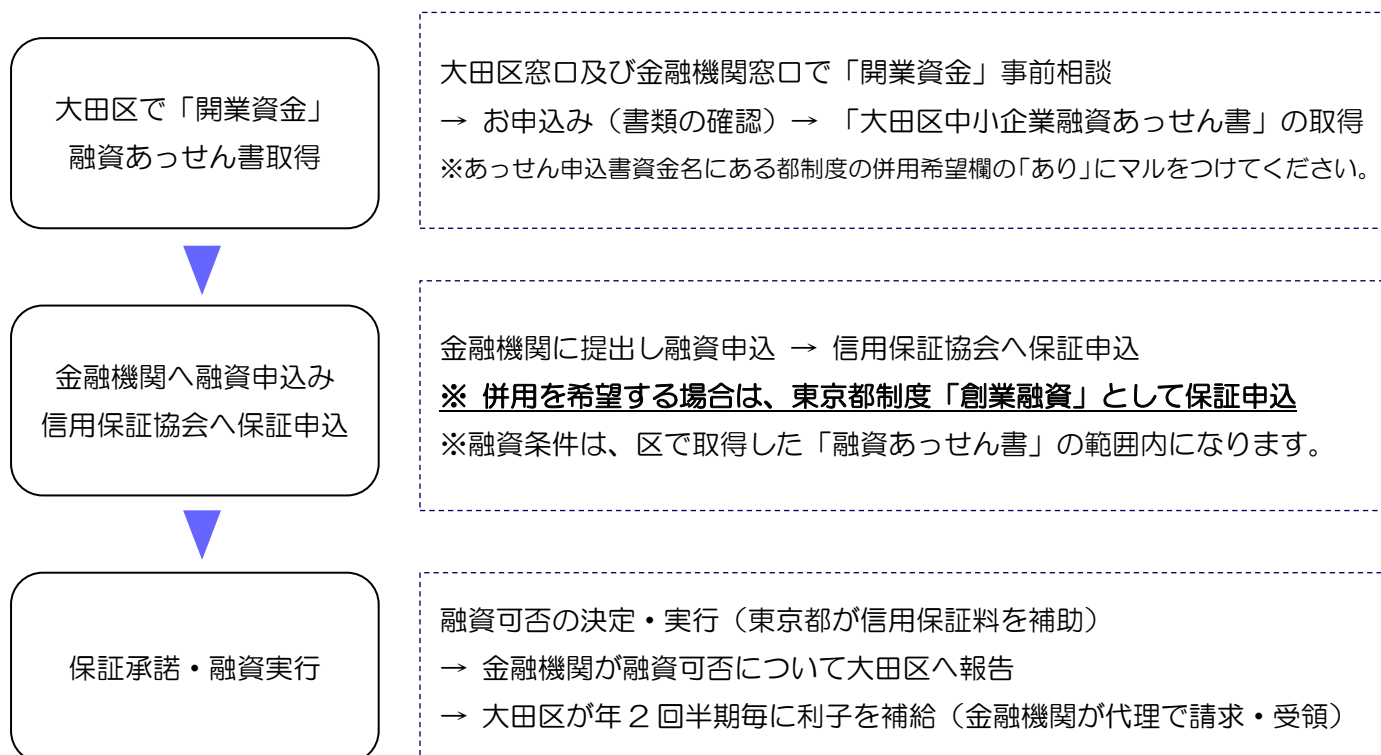 大田区で「開業資金」
融資あっせん書取得
大田区窓口及び金融機関窓口で「開業資金」事前相談
→ お申込み（書類の確認）→ 「大田区中小企業融資あっせん書」の取得
※あっせん申込書資金名にある都制度の併用希望欄の「あり」にマルをつけてください。
金融機関へ融資申込み
信用保証協会へ保証申込
金融機関に提出し融資申込 → 信用保証協会へ保証申込
※ 併用を希望する場合は、東京都制度「創業融資」として保証申込
※融資条件は、区で取得した「融資あっせん書」の範囲内になります。
保証承諾・融資実行
融資可否の決定・実行（東京都が信用保証料を補助）
→ 金融機関が融資可否について大田区へ報告
→ 大田区が年２回半期毎に利子を補給（金融機関が代理で請求・受領）